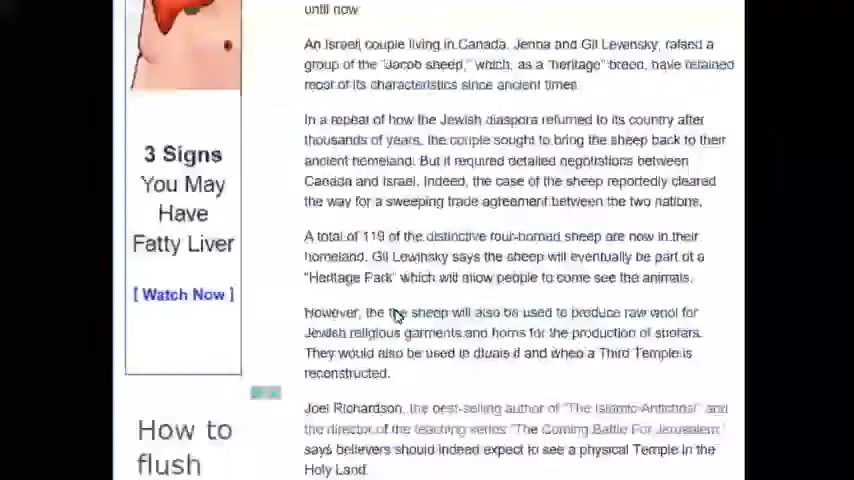 until now.
An Israeli couple living in Canada, Jenna and Gil Lewinsky, raised a
group of the "Jacob sheep," which, as a "heritage" breed, have retained
most of its characteristics since ancient times.
In a repeat of how the Jewish diaspora returned to its country after
thousands of years, the couple sought to bring the sheep back to their
ancient homeland. But it required detailed negotiations between
Canada and Israel. Indeed, the case of the sheep reportedly cleared
the way for a sweeping trade agreement between the two nations.
A total of 119 of the distinctive four-horned sheep are now in their
homeland. Gil Lewinsky says the sheep will eventually be part of a
"Heritage Park" which will allow people to come see the animals.
However, the the sheep will also be used to produce raw wool for
Jewish religious garments and horns for the production of shofars.
They would also be used in rituals if and when a Third Temple is
reconstructed.
Joel Richardson, the best-selling author of "The Islamic Antichrist" and
the director of the teaching series "The Coming Battle For Jerusalem,"
says believers should indeed expect to see a physical Temple in the
Holy Land.
3 Signs
You May
Have
Fatty Liver
[ Watch Now ]
How to
flush